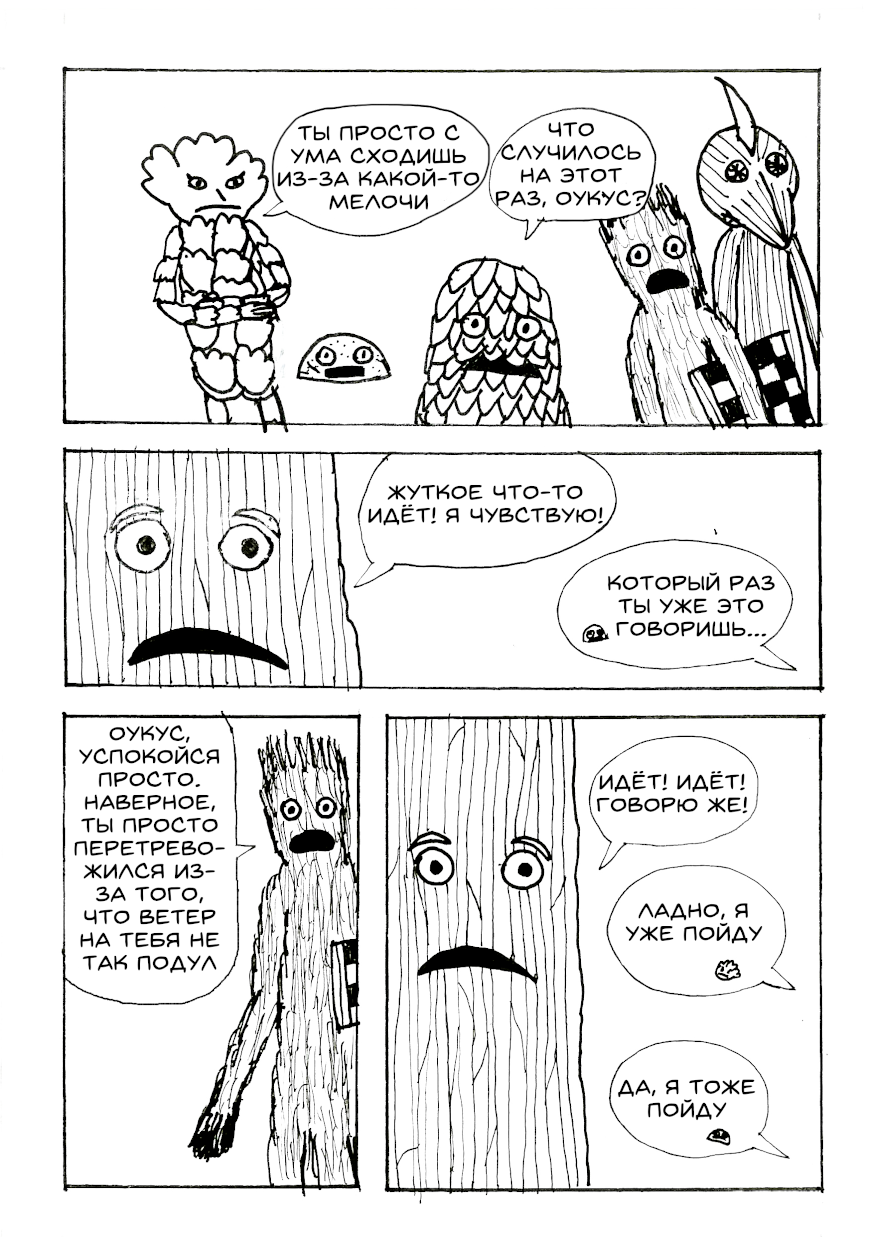 ТЫ ПРОСТО С
УМА СХОДИШЬ
ИЗ-ЗА КАКОЙ-ТО
МЕЛОЧИ
ЧТО
СЛУЧИЛОСЬ
НА ЭТОТ
РАЗ, ОУКУС?
ЖУТКОЕ ЧТО-ТО
ИДЁТ! Я ЧУВСТВУЮ!
КОТОРЫЙ РАЗ
ТЫ УЖЕ ЭТО
ГОВОРИШЬ...
ОУКУС,
УСПОКОЙСЯ
ПРОСТО.
НАВЕРНОЕ,
ТЫ ПРОСТО
ПЕРЕТРЕВО-
ЖИЛСЯ ИЗ-
ЗА ТОГО,
ЧТО ВЕТЕР
НА ТЕБЯ НЕ
ТАК ПОДУЛ
ИДЁТ! ИДЁТ!
ГОВОРЮ ЖЕ!
ЛАДНО, Я
УЖЕ ПОЙДУ
ДА, Я ТОЖЕ
ПОЙДУ